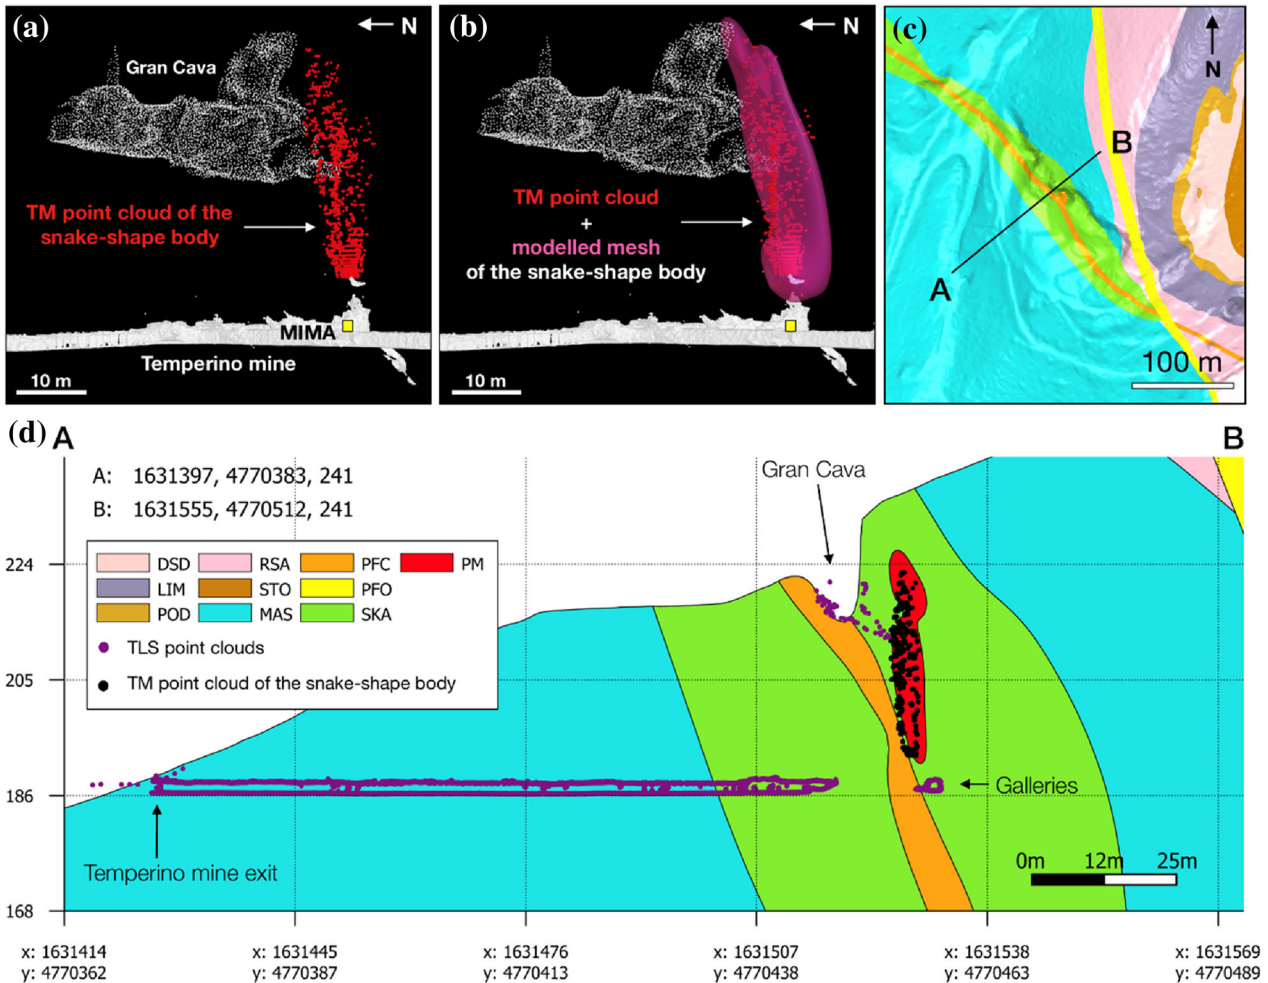 (a)
N
Gran Cava
TM point cloud of the
snake-shape body
MIMA
Temperino mine
10 m
(b)
N
TM point cloud
+
modelled mesh
of the snake-shape body
10 m
(c)
N
B
A
100 m
(d)
A
B
A: 1631397, 4770383, 241
B: 1631555, 4770512, 241
Gran Cava
DSD RSA PFC PM
LIM STO PFO
POD MAS SKA
TLS point clouds
TM point cloud of the snake-shape body
224
205
186
168
Galleries
Temperino mine exit
0m 12m 25m
x: 1631414 x: 1631445 x: 1631476 x: 1631507 x: 1631538 x: 1631569
y: 4770362 y: 4770387 y: 4770413 y: 4770438 y: 4770463 y: 4770489